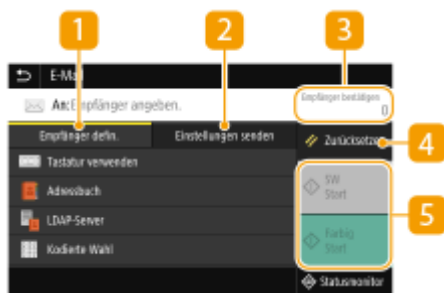 1
2
3
E-Mail
An: Empfänger angeben.
Empfänger bestätigen
0
Empfänger defin.
Einstellungen senden
Zurücksetzen
4
Tastatur verwenden
Adressbuch
LDAP-Server
Kodierte Wahl
SW
Start
5
Farbig
Start
Statusmonitor